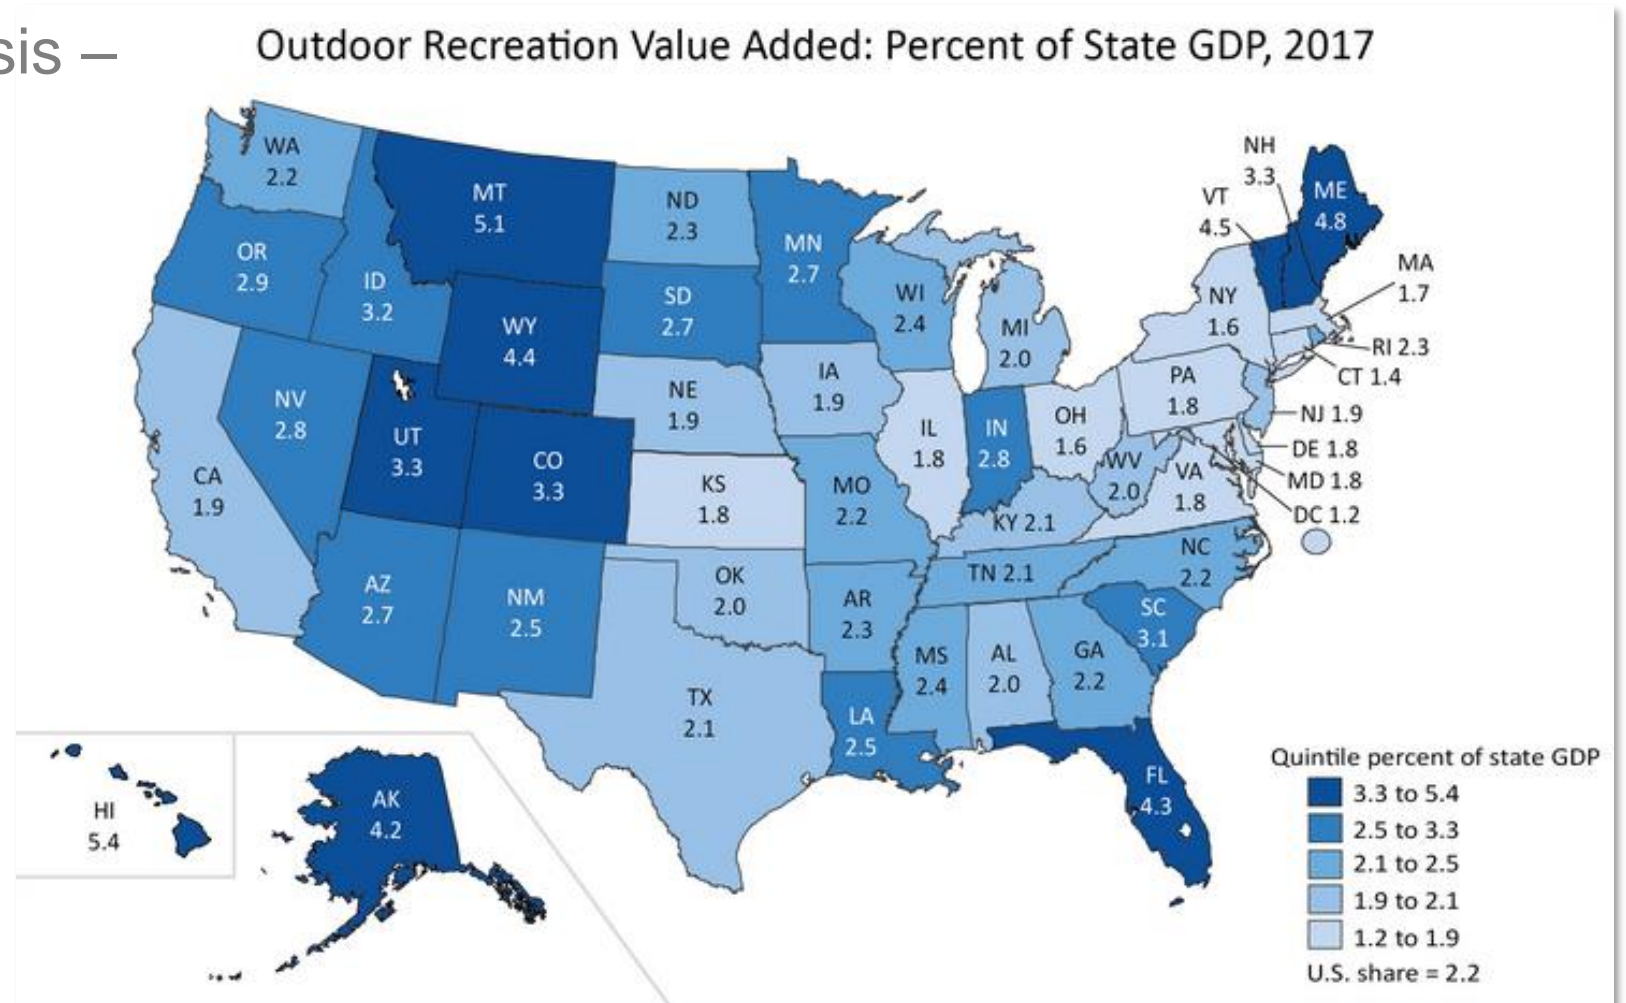 sis –
Outdoor Recreation Value Added: Percent of State GDP, 2017
WA
2.2
OR
2.9
CA
1.9
NV
2.8
ID
3.2
MT
5.1
WY
4.4
UT
3.3
CO
3.3
AZ
2.7
NM
2.5
ND
2.3
SD
2.7
NE
1.9
KS
1.8
OK
2.0
TX
2.1
MN
2.7
IA
1.9
MO
2.2
AR
2.3
LA
2.5
WI
2.4
IL
1.8
MI
2.0
IN
2.8
OH
1.6
KY 2.1
TN 2.1
MS
2.4
AL
2.0
GA
2.2
FL
4.3
SC
3.1
NC
2.2
VA
1.8
WV
2.0
PA
1.8
NY
1.6
VT
4.5
NH
3.3
ME
4.8
MA
1.7
RI 2.3
CT 1.4
NJ 1.9
DE 1.8
MD 1.8
DC 1.2
HI
5.4
AK
4.2
Quintile percent of state GDP
3.3 to 5.4
2.5 to 3.3
2.1 to 2.5
1.9 to 2.1
1.2 to 1.9
U.S. share = 2.2